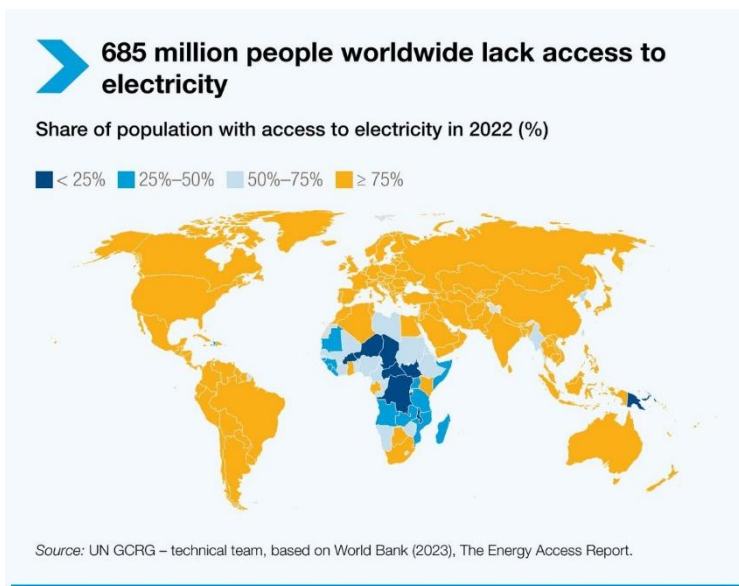 685 million people worldwide lack access to
electricity
Share of population with access to electricity in 2022 (%)
< 25% 25%–50% 50%–75% ≥ 75%
Source: UN GCRG – technical team, based on World Bank (2023), The Energy Access Report.